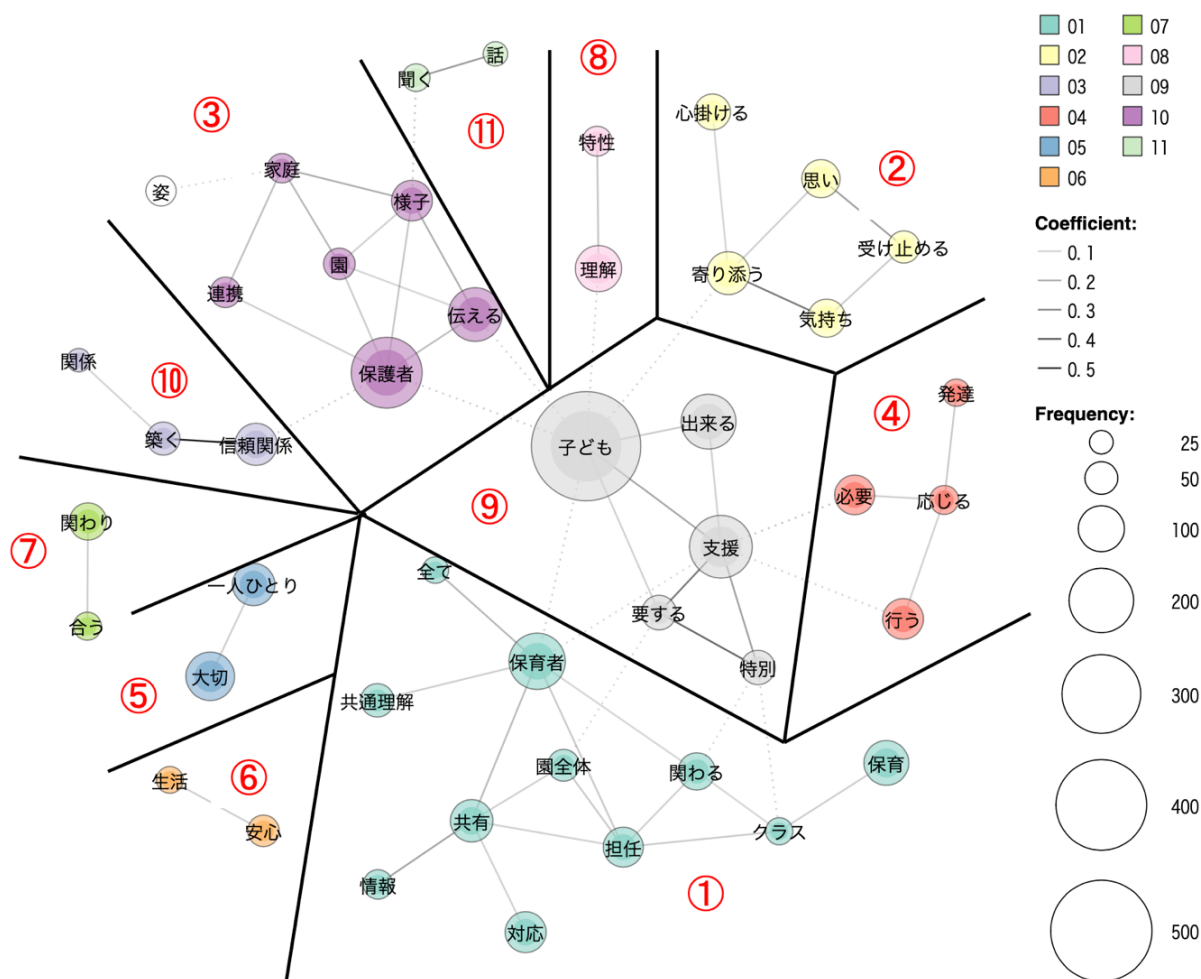 ⑧
話
聞く
⑪
③
特性
心掛ける
思い
②
家庭
姿
様子
受け止める
園
理解
寄り添う
連携
伝える
気持ち
関係
⑩
保護者
発達
④
築く
信頼関係
子ども
出来る
必要
応じる
⑨
関わり
⑦
支援
全て
一人ひとり
合う
要する
行う
大切
保育者
特別
⑤
共通理解
生活
⑥
園全体
関わる
保育
安心
共有
担任
クラス
情報
①
対応
01
07
02
08
03
09
04
10
05
11
06
Coefficient:
0. 1
0. 2
0. 3
0. 4
0. 5
Frequency:
25
50
100
200
300
400
500